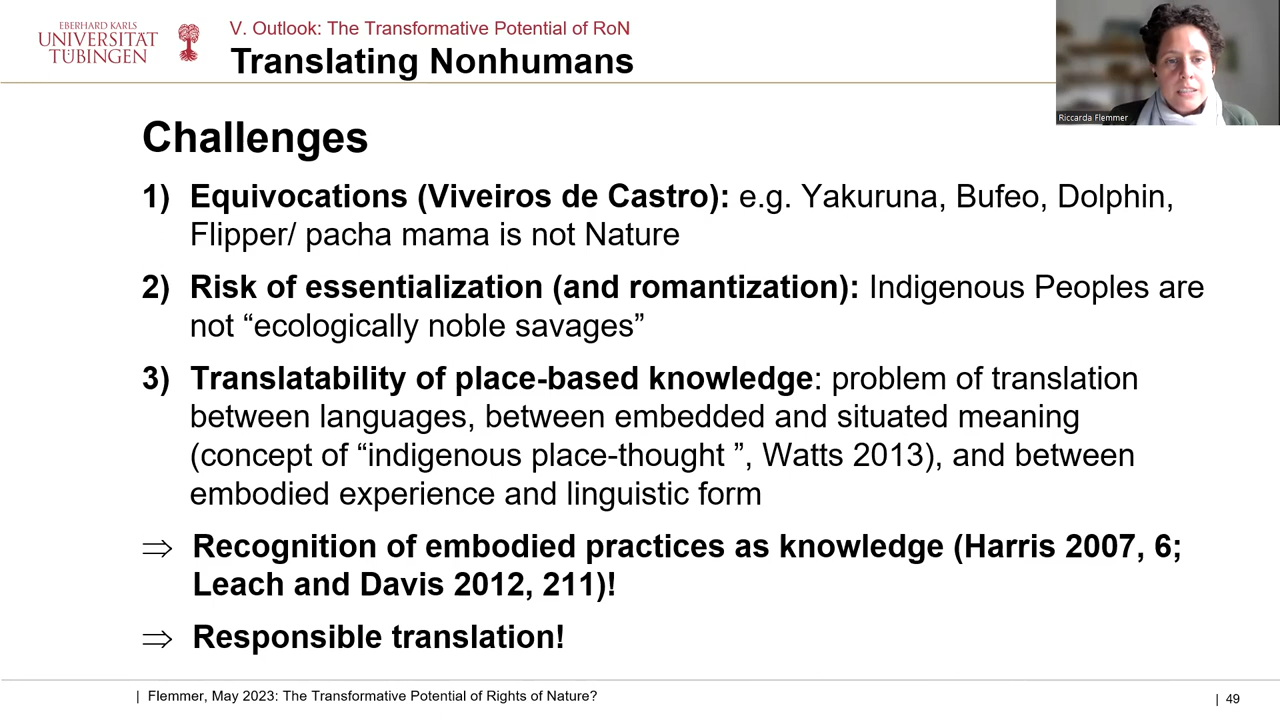 EBERHARD KARLS
UNIVERSITÄT
TÜBINGEN
V. Outlook: The Transformative Potential of RoN
Translating Nonhumans
Riccarda Flemmer
Challenges
1) Equivocations (Viveiros de Castro): e.g. Yakuruna, Bufeo, Dolphin,
Flipper/ pacha mama is not Nature
2) Risk of essentialization (and romantization): Indigenous Peoples are
not “ecologically noble savages”
3) Translatability of place-based knowledge: problem of translation
between languages, between embedded and situated meaning
(concept of “indigenous place-thought ”, Watts 2013), and between
embodied experience and linguistic form
⇒ Recognition of embodied practices as knowledge (Harris 2007, 6;
Leach and Davis 2012, 211)!
⇒ Responsible translation!
| Flemmer, May 2023: The Transformative Potential of Rights of Nature?
| 49